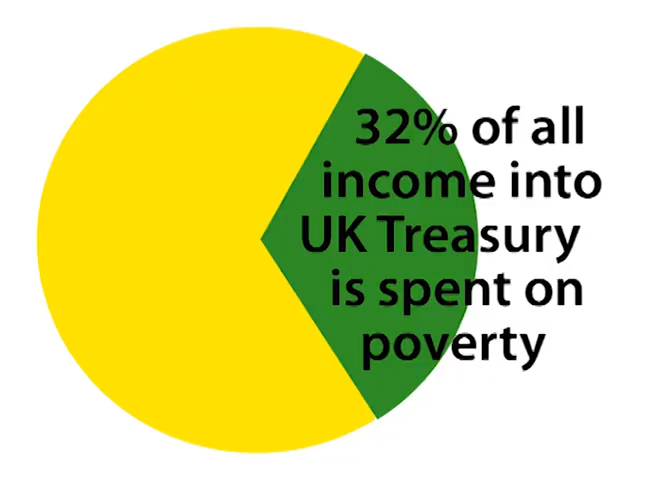 32% of all
income into
UK Treasury
is spent on
poverty